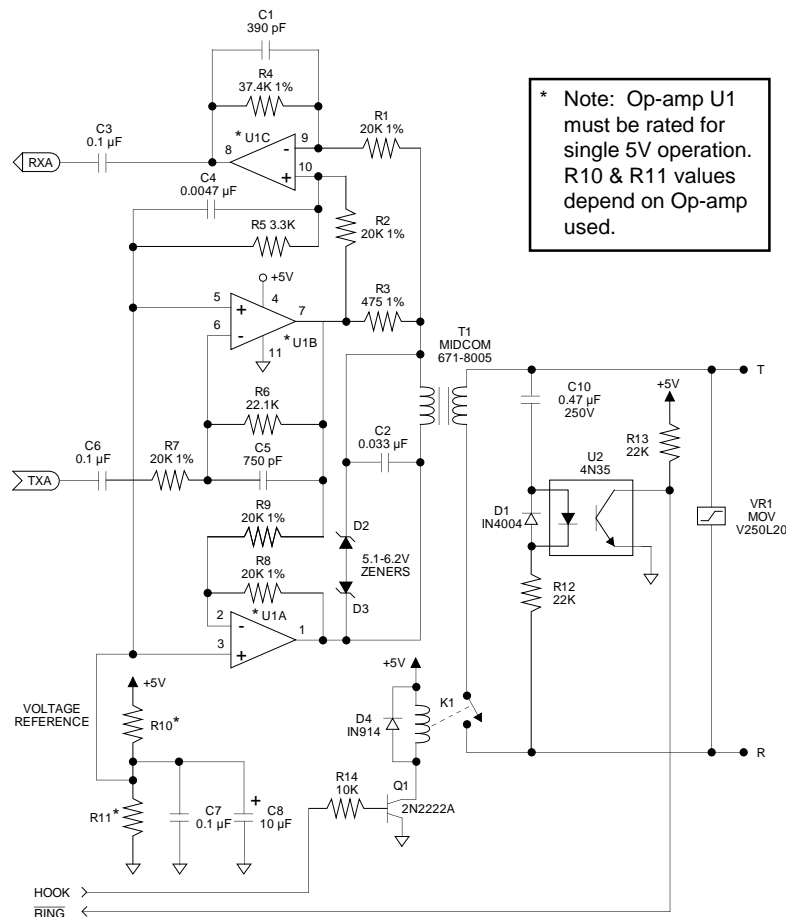 C1
390 pF
R4
37.4K 1%
C3
0.1 µF
* U1C
8
9
10
-
+
R1
20K 1%
RXA
C4
0.0047 µF
R5 3.3K
R2
20K 1%
* Note: Op-amp U1
must be rated for
single 5V operation.
R10 & R11 values
depend on Op-amp
used.
+5V
5
+
4
7
6
-
11
* U1B
R3
475 1%
T1
MIDCOM
671-8005
R6
22.1K
C2
0.033 µF
C10
0.47 µF
250V
+5V
T
R13
22K
U2
4N35
C6
0.1 µF
R7
20K 1%
C5
750 pF
TXA
D1
IN4004
VR1
MOV
V250L20
R9
20K 1%
D2
5.1-6.2V
ZENERS
R8
20K 1%
D3
R12
22K
* U1A
2
-
1
3
+
+5V
VOLTAGE
REFERENCE
+5V
R10*
D4
IN914
K1
R
R14
10K
Q1
2N2222A
R11*
C7
0.1 µF
+
C8
10 µF
HOOK
RING